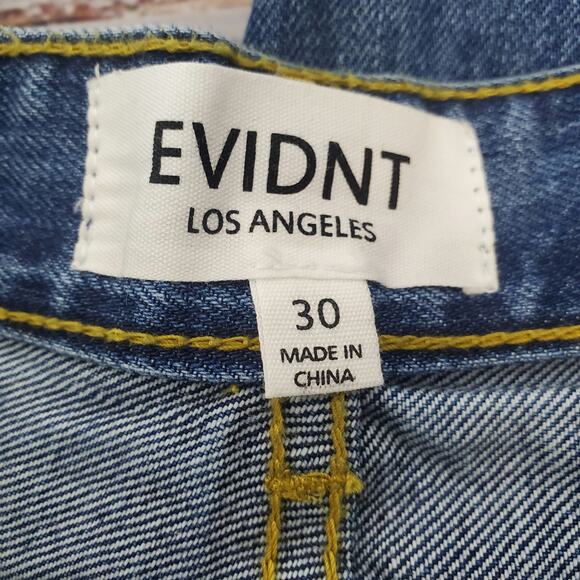 EVIDNT
LOS ANGELES
30
MADE IN
CHINA